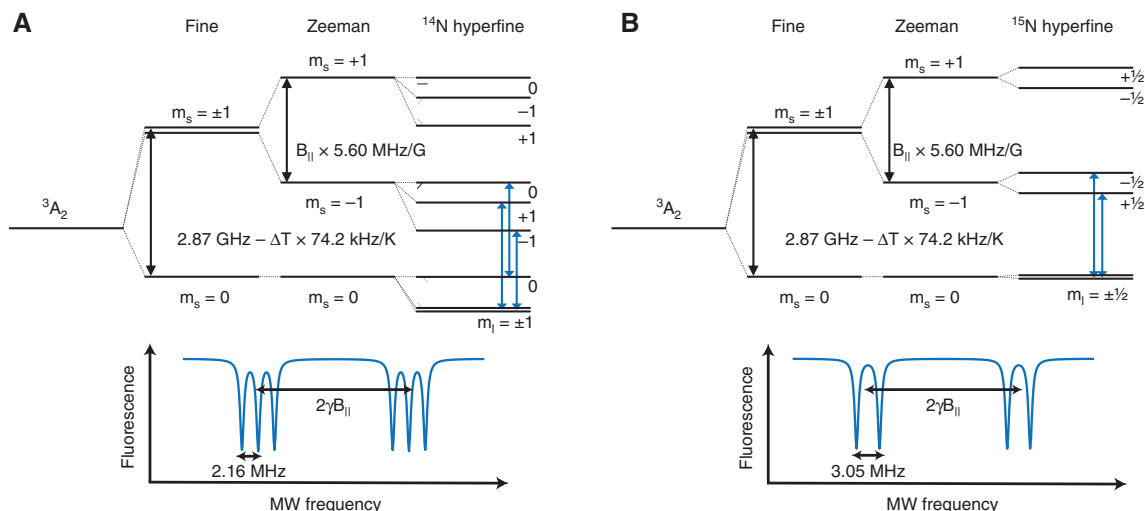 A
Fine
Zeeman
¹⁴N hyperfine
mₛ = +1
–
0
–1
+1
mₛ = ±1
B|| × 5.60 MHz/G
³A₂
0
+1
–1
mₛ = –1
2.87 GHz – ΔT × 74.2 kHz/K
0
mₛ = 0
mₛ = 0
mI = ±1
Fluorescence
2γB||
2.16 MHz
MW frequency
B
Fine
Zeeman
¹⁵N hyperfine
mₛ = +1
+½
–½
mₛ = ±1
B|| × 5.60 MHz/G
³A₂
–½
+½
mₛ = –1
2.87 GHz – ΔT × 74.2 kHz/K
mₛ = 0
mₛ = 0
mI = ±½
Fluorescence
2γB||
3.05 MHz
MW frequency